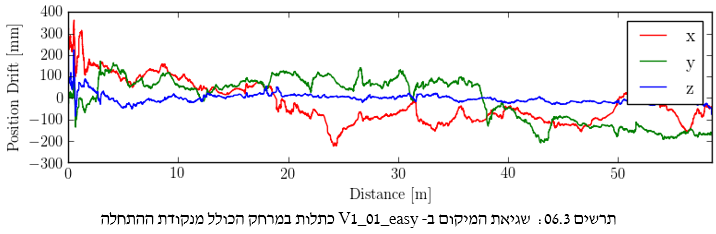 400
300
200
100
0
−100
−200
−300
Position Drift [mm]
x
y
z
0 10 20 30 40 50
Distance [m]
תרשים 06.3: שגיאת המיקום ב- V1_01_easy כתלות במרחק הכולל מנקודת ההתחלה